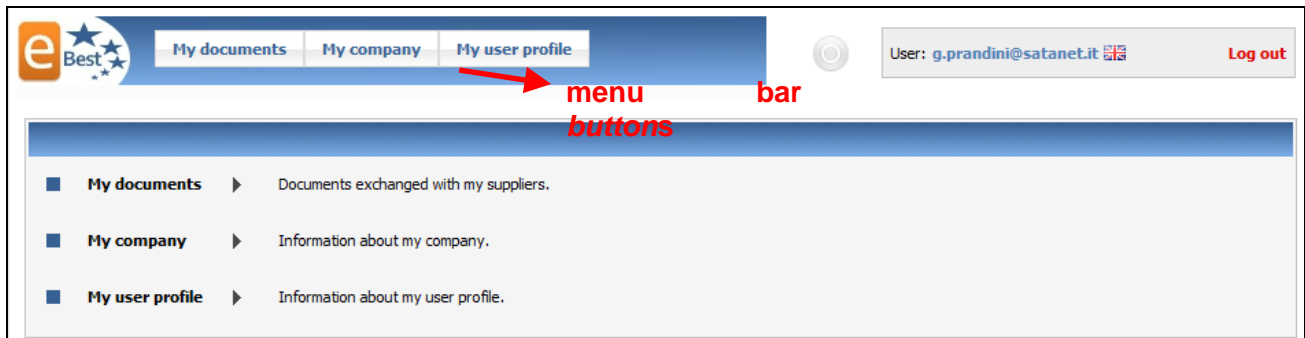 e Best
My documents My company My user profile
User: g.prandini@satanet.it Log out
menu bar
buttons
My documents Documents exchanged with my suppliers.
My company Information about my company.
My user profile Information about my user profile.